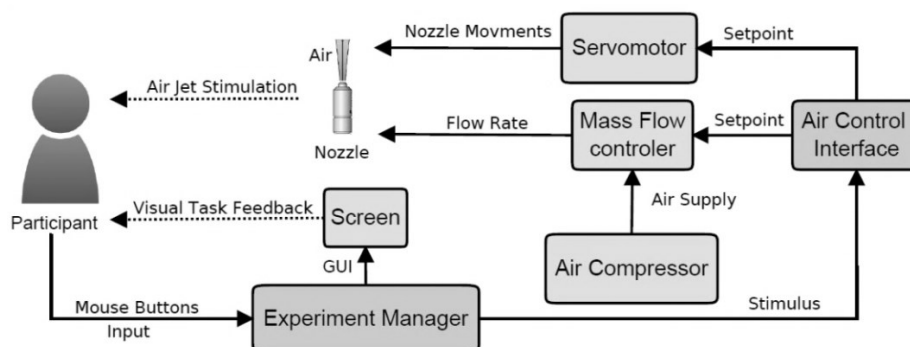 Nozzle Movments
Servomotor
Setpoint
Air
Air Jet Stimulation
Nozzle
Flow Rate
Mass Flow
controler
Setpoint
Air Control
Interface
Participant
Visual Task Feedback
Screen
Air Supply
GUI
Air Compressor
Mouse Buttons
Input
Experiment Manager
Stimulus